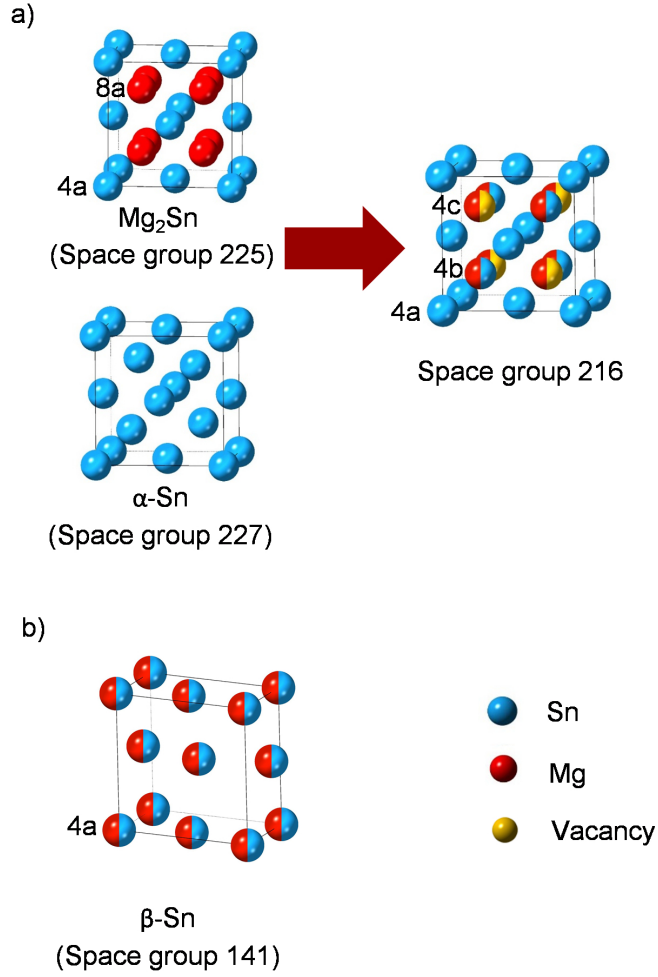 a)
8a
4a
Mg₂Sn
(Space group 225)
4c
4b
4a
Space group 216
α-Sn
(Space group 227)
b)
4a
β-Sn
(Space group 141)
Sn
Mg
Vacancy